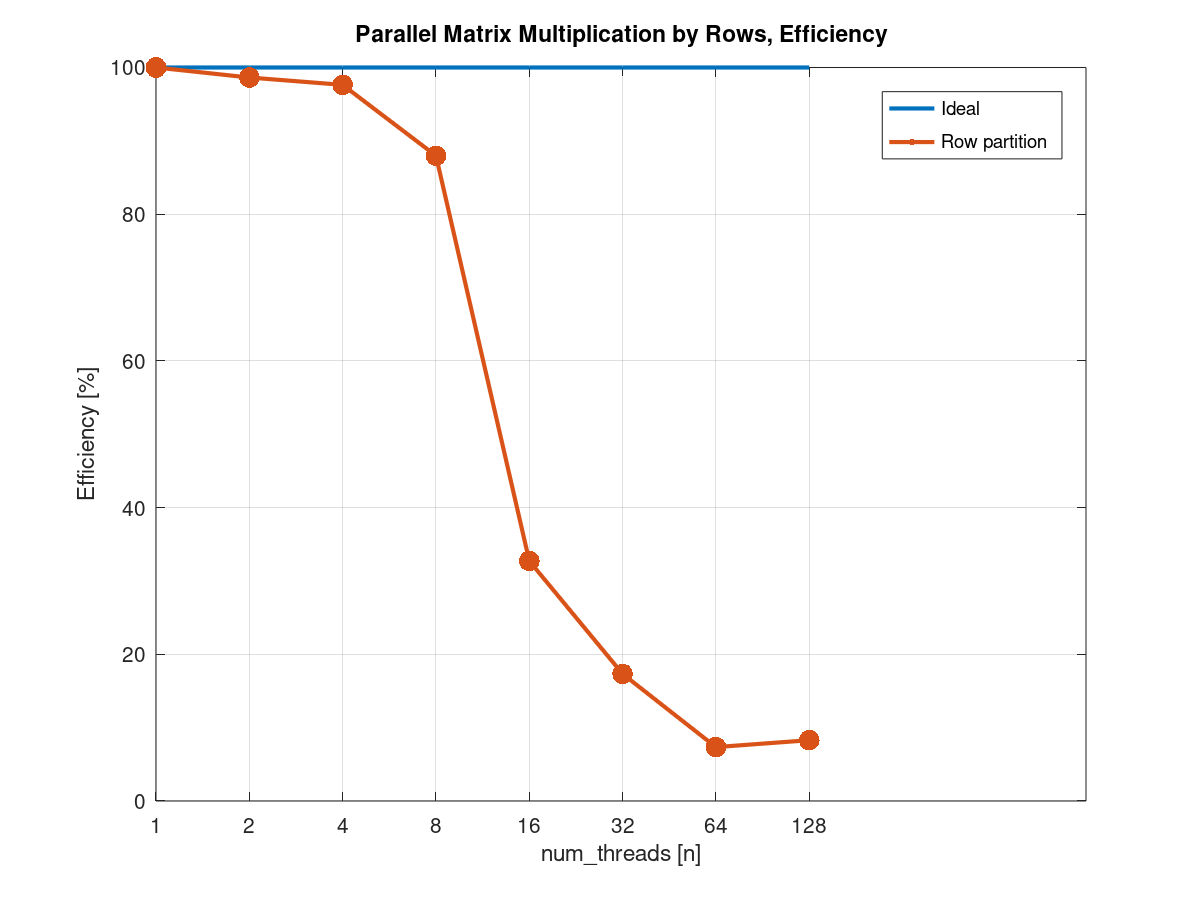 Parallel Matrix Multiplication by Rows, Efficiency
Ideal
Row partition
Efficiency [%]
100
80
60
40
20
0
1 2 4 8 16 32 64 128
num_threads [n]